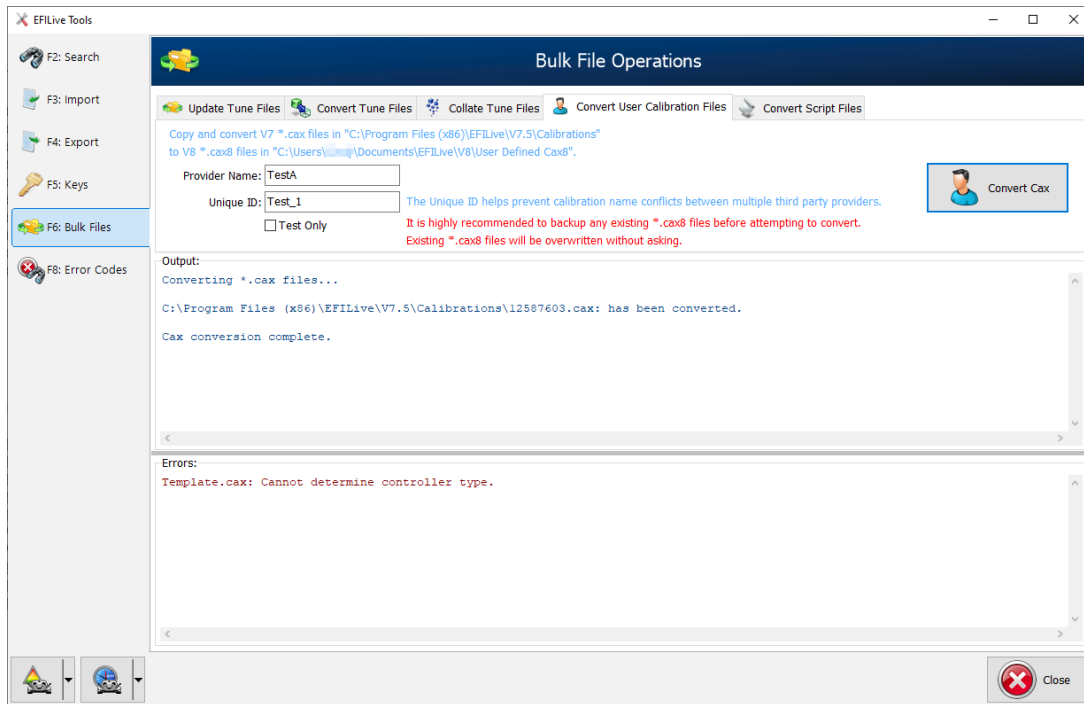 EFILive Tools
F2: Search
F3: Import
F4: Export
F5: Keys
F6: Bulk Files
F8: Error Codes
Bulk File Operations
Update Tune Files
Convert Tune Files
Collate Tune Files
Convert User Calibration Files
Convert Script Files
Copy and convert V7 *.cax files in "C:\Program Files (x86)\EFILive\V7.5\Calibrations"
to V8 *.cax8 files in "C:\Users\ \Documents\EFILive\V8\User Defined Cax8".
Provider Name: TestA
Unique ID: Test_1 The Unique ID helps prevent calibration name conflicts between multiple third party providers.
Test Only It is highly recommended to backup any existing *.cax8 files before attempting to convert.
Existing *.cax8 files will be overwritten without asking.
Convert Cax
Output:
Converting *.cax files...
C:\Program Files (x86)\EFILive\V7.5\Calibrations\12587603.cax: has been converted.
Cax conversion complete.
Errors:
Template.cax: Cannot determine controller type.
Close